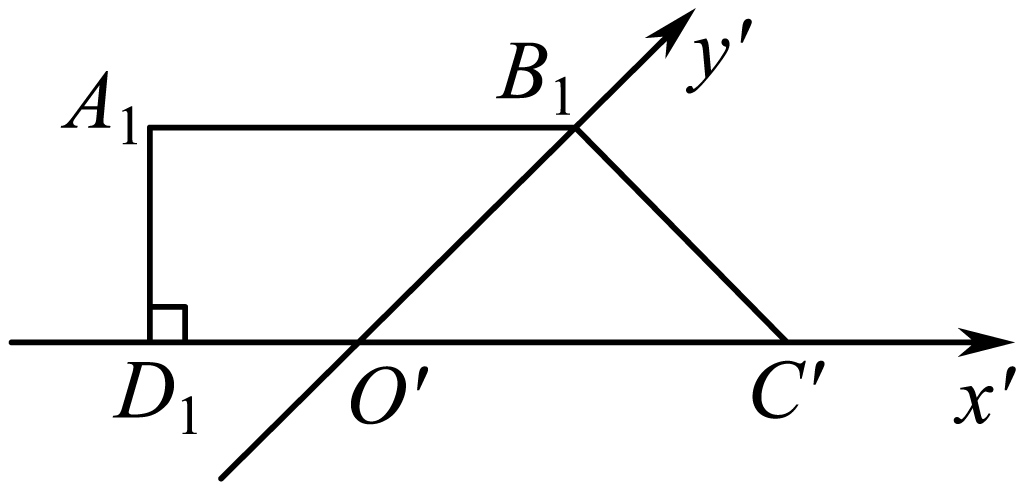 y′
B₁
A₁
D₁
O′
C′
x′